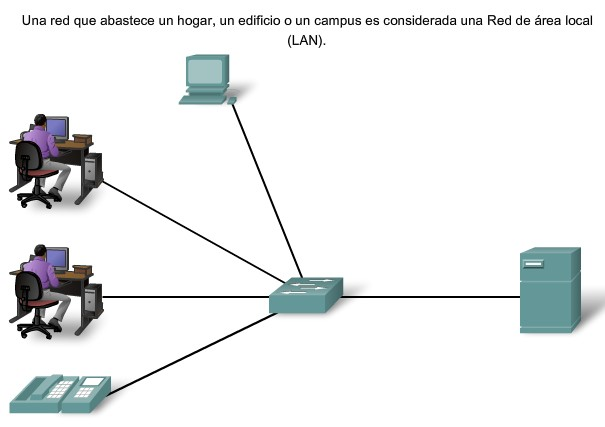 Una red que abastece un hogar, un edificio o un campus es considerada una Red de área local
(LAN).